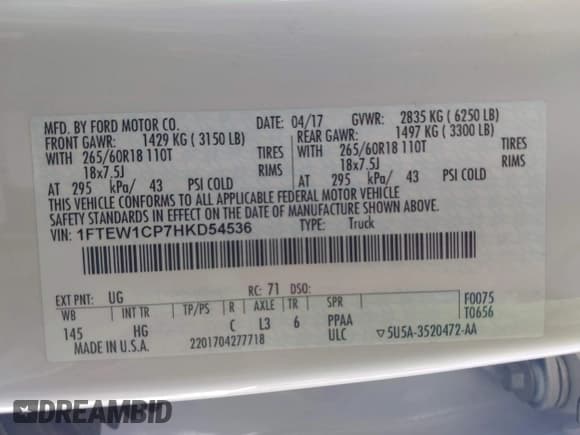 MFD. BY FORD MOTOR CO. DATE: 04/17 GVWR: 2835 KG ( 6250 LB)
FRONT GAWR: 1429 KG ( 3150 LB) REAR GAWR: 1497 KG ( 3300 LB)
WITH 265/60R18 110T TIRES WITH 265/60R18 110T TIRES
18x7.5J RIMS 18x7.5J RIMS
AT 295 kPa/ 43 PSI COLD AT 295 kPa/ 43 PSI COLD
THIS VEHICLE CONFORMS TO ALL APPLICABLE FEDERAL MOTOR VEHICLE
SAFETY STANDARDS IN EFFECT ON THE DATE OF MANUFACTURE SHOWN ABOVE.
VIN: 1FTEW1CP7HKD54536 TYPE: Truck
EXT PNT: UG RC: 71 DSO: F0075
WB INT TR TP/PS R AXLE TR SPR T0656
145 HG C L3 6 PPAA
MADE IN U.S.A. 2201704277718 ULC ▽5U5A-3520472-AA
DREAMBID